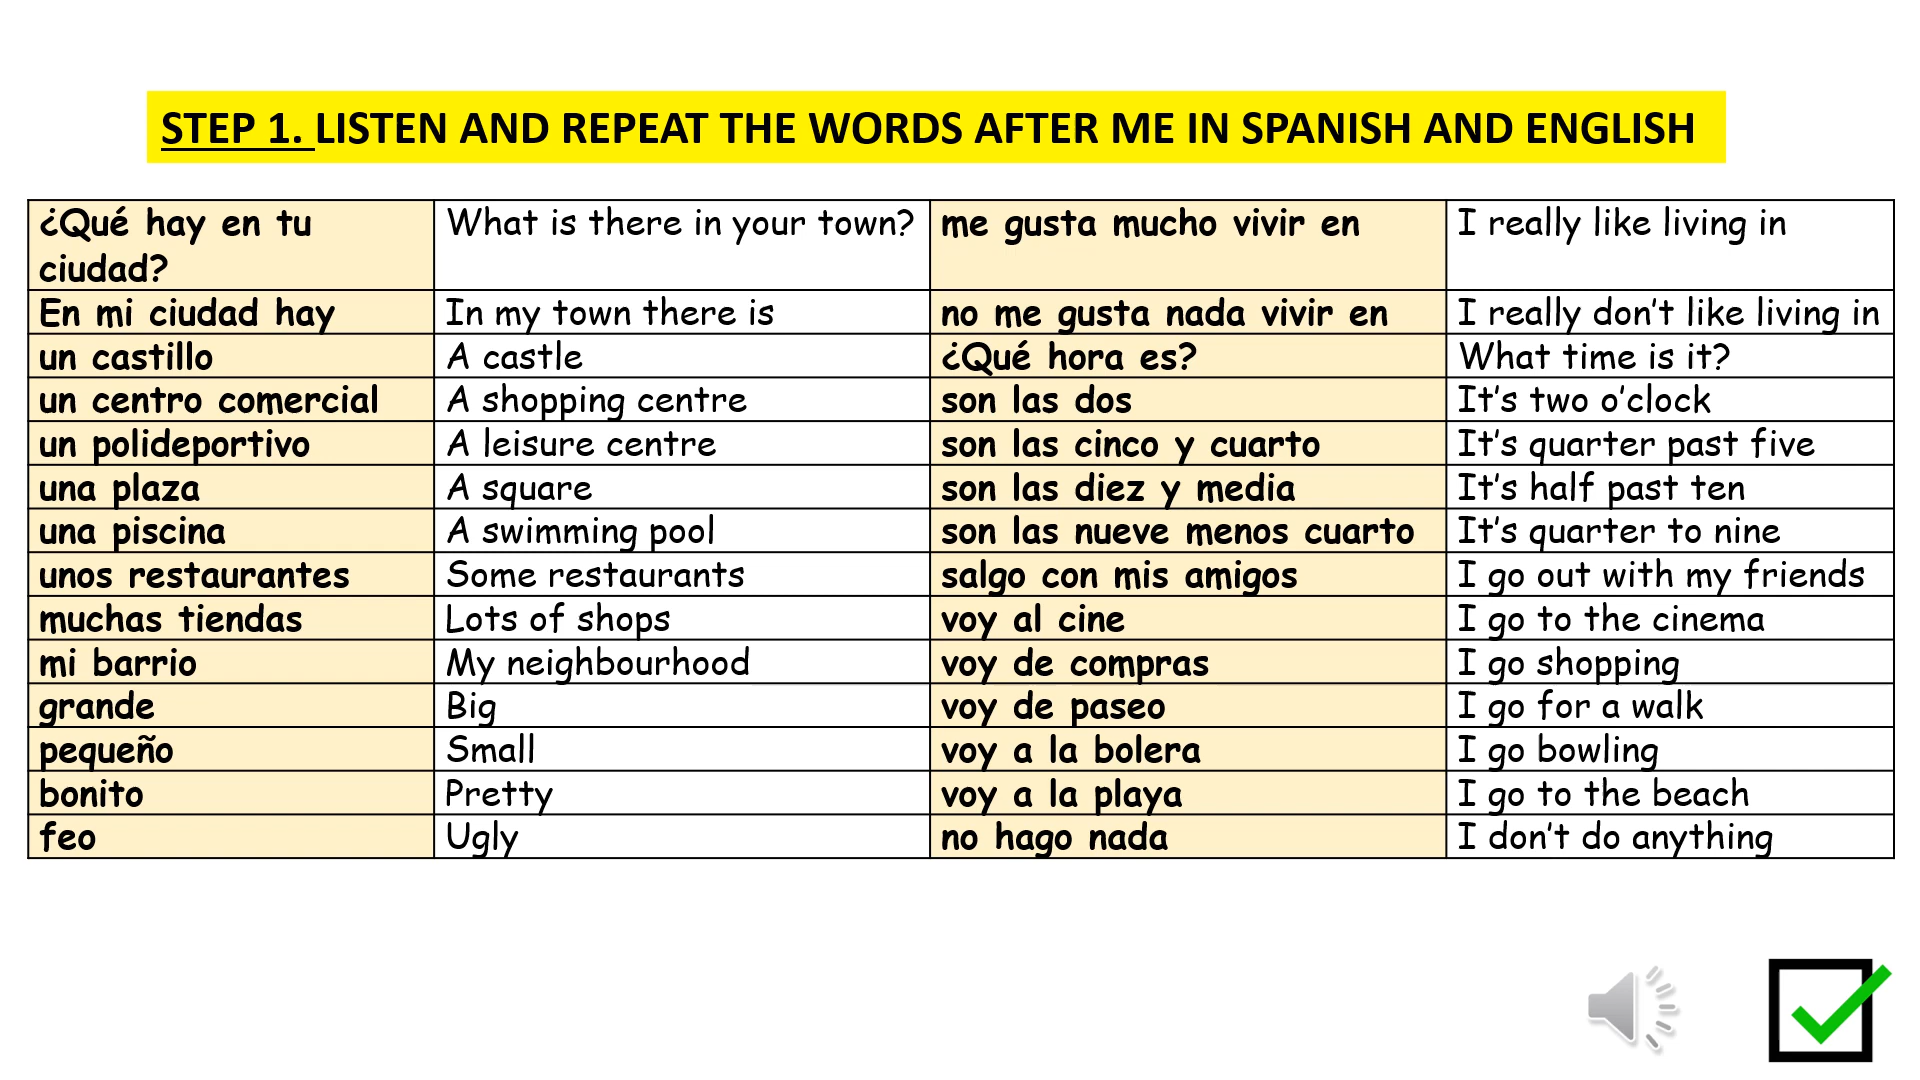 STEP 1. LISTEN AND REPEAT THE WORDS AFTER ME IN SPANISH AND ENGLISH
¿Qué hay en tu ciudad? What is there in your town? me gusta mucho vivir en I really like living in
En mi ciudad hay In my town there is no me gusta nada vivir en I really don't like living in
un castillo A castle ¿Qué hora es? What time is it?
un centro comercial A shopping centre son las dos It's two o'clock
un polideportivo A leisure centre son las cinco y cuarto It's quarter past five
una plaza A square son las diez y media It's half past ten
una piscina A swimming pool son las nueve menos cuarto It's quarter to nine
unos restaurantes Some restaurants salgo con mis amigos I go out with my friends
muchas tiendas Lots of shops voy al cine I go to the cinema
mi barrio My neighbourhood voy de compras I go shopping
grande Big voy de paseo I go for a walk
pequeño Small voy a la bolera I go bowling
bonito Pretty voy a la playa I go to the beach
feo Ugly no hago nada I don't do anything